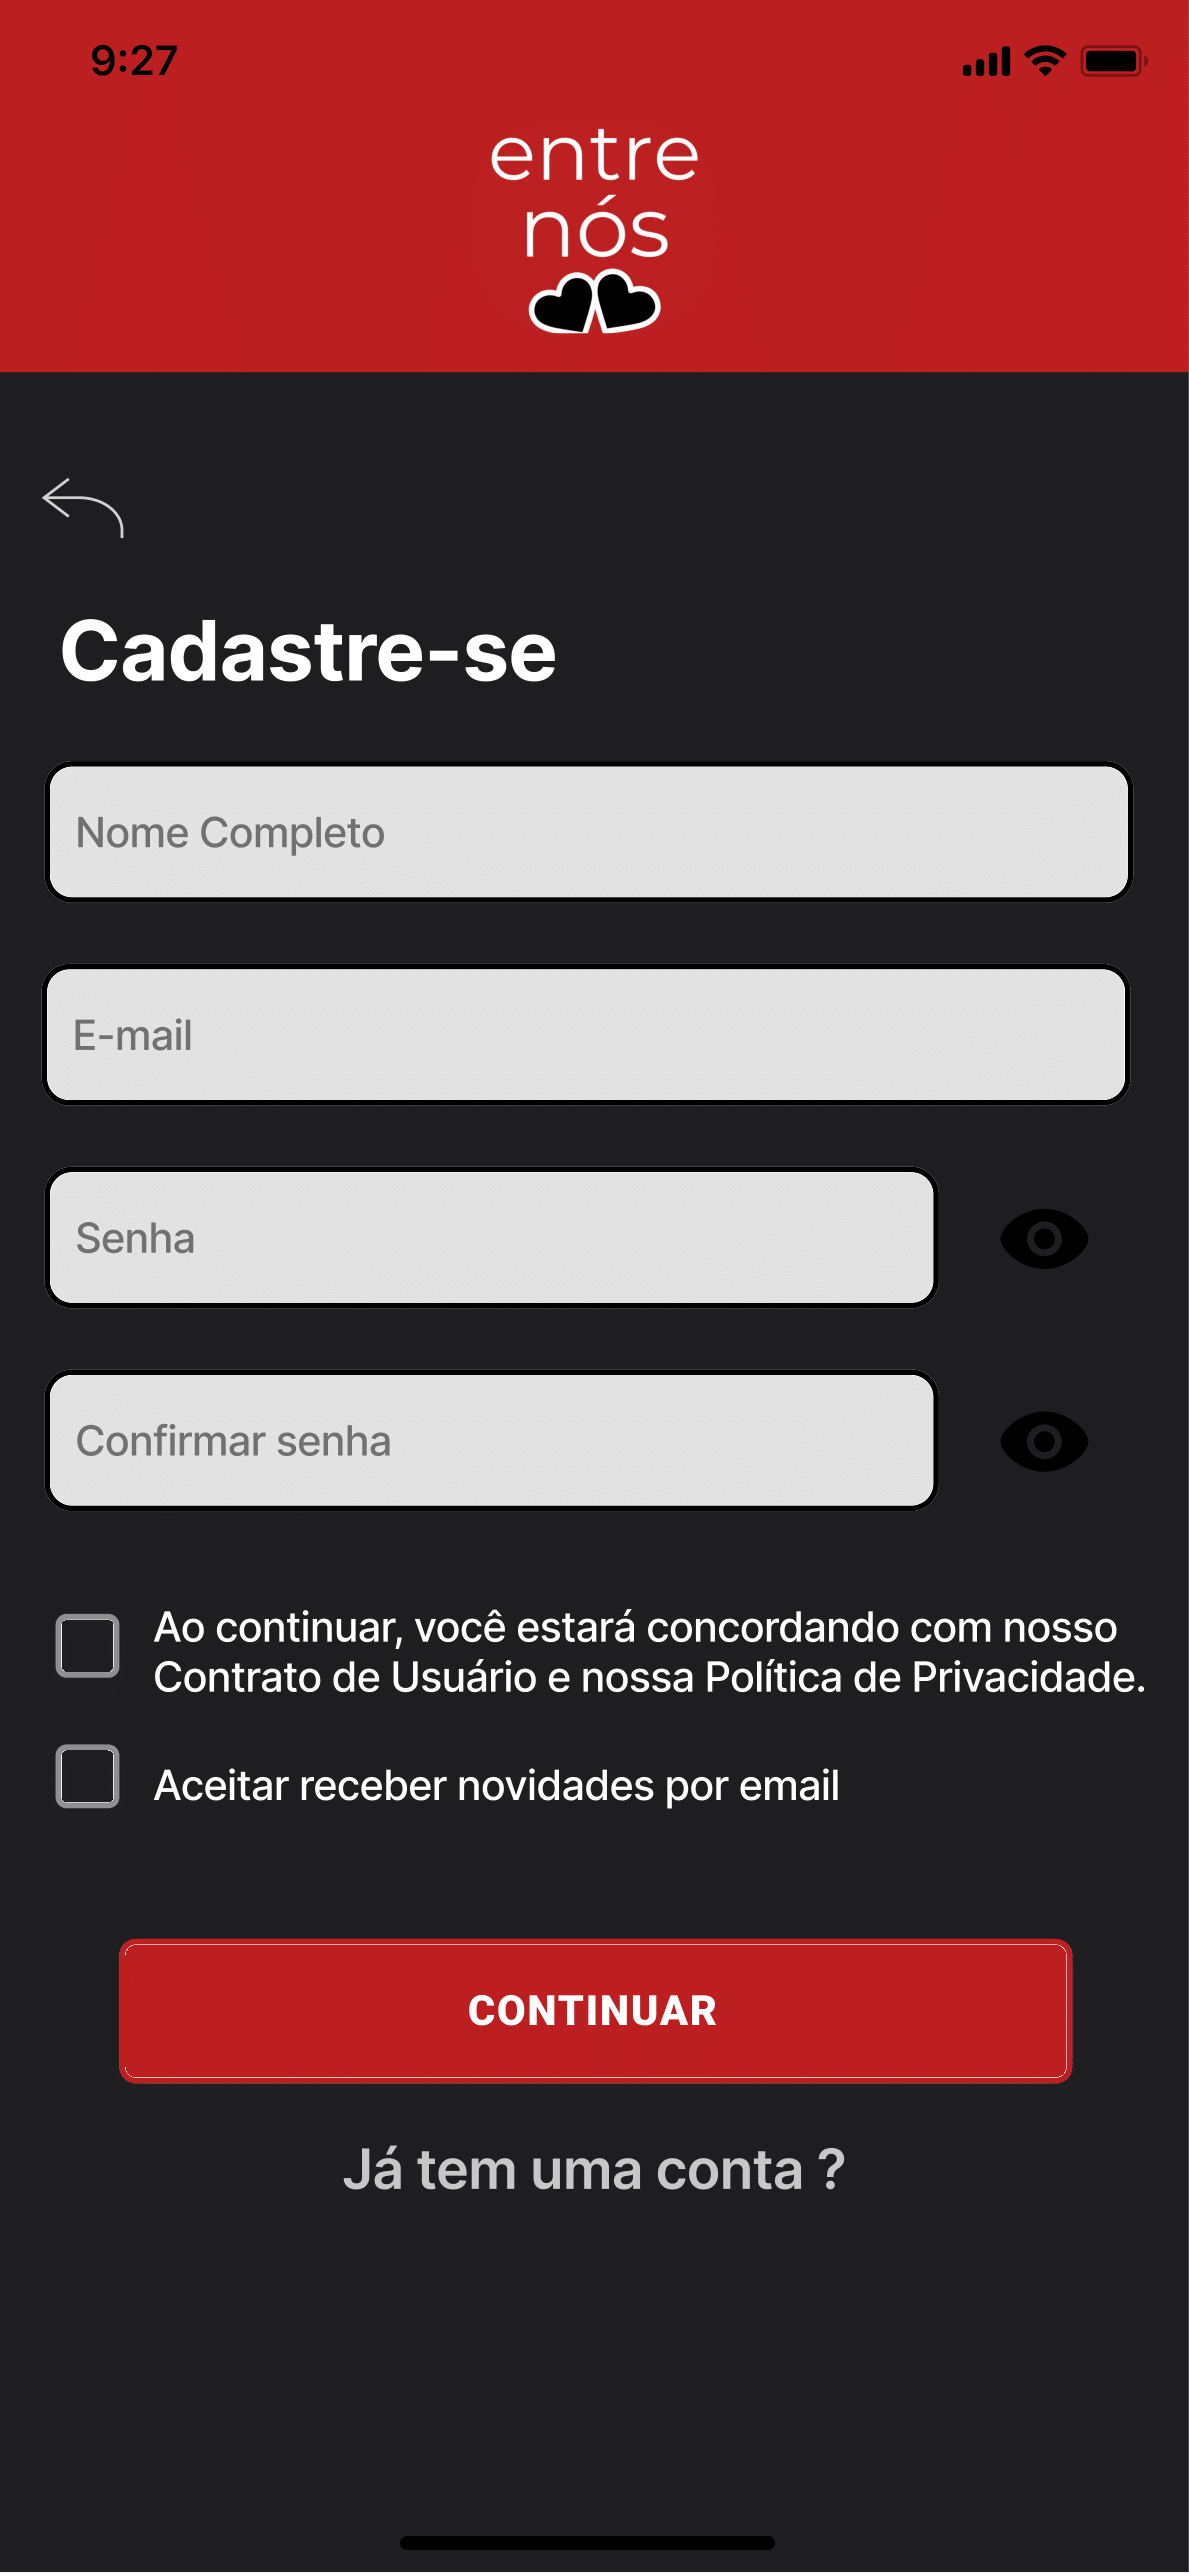 9:27
entre
nós
Cadastre-se
Nome Completo
E-mail
Senha
Confirmar senha
Ao continuar, você estará concordando com nosso
Contrato de Usuário e nossa Política de Privacidade.
Aceitar receber novidades por email
CONTINUAR
Já tem uma conta ?